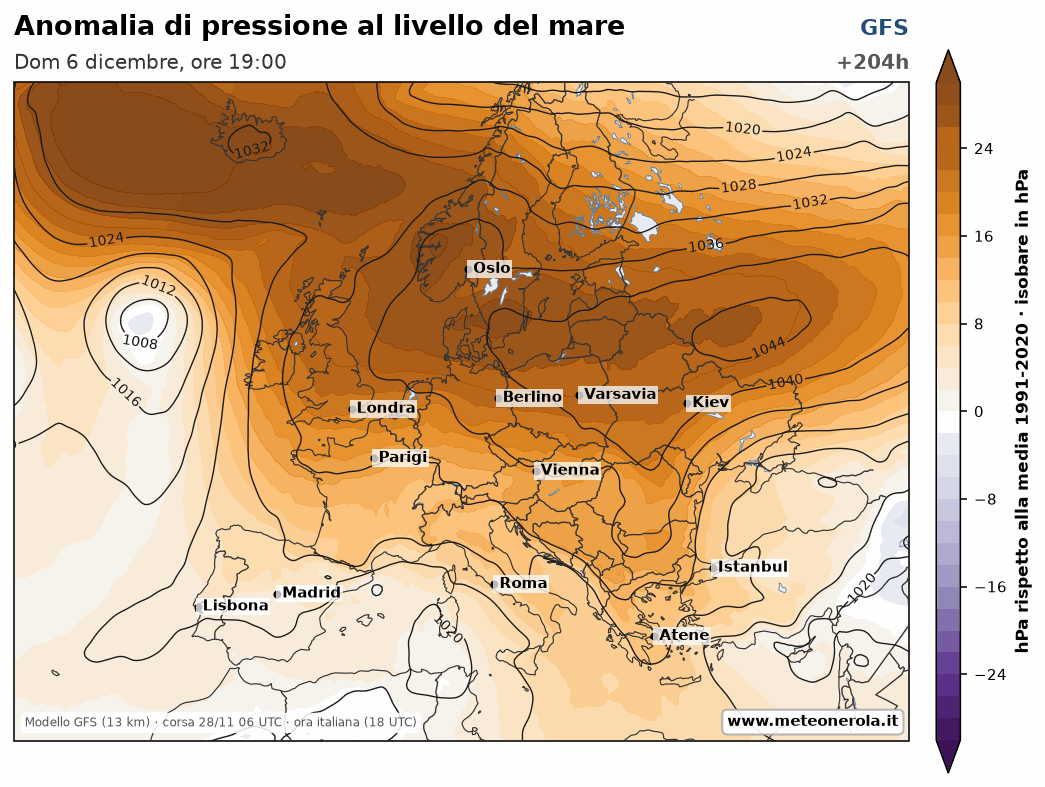 Anomalia di pressione al livello del mare
GFS
Dom 6 dicembre, ore 19:00
+204h
1020
1032
1024
1028
1032
1024
1036
Oslo
1012
1008
1044
1040
1016
Berlino
Varsavia
Kiev
Londra
Parigi
Vienna
Istanbul
Roma
Madrid
1020
Lisbona
1020
Atene
24
16
8
0
−8
−16
−24
hPa rispetto alla media 1991-2020 · isobare in hPa
Modello GFS (13 km) · corsa 28/11 06 UTC · ora italiana (18 UTC)
www.meteonerola.it